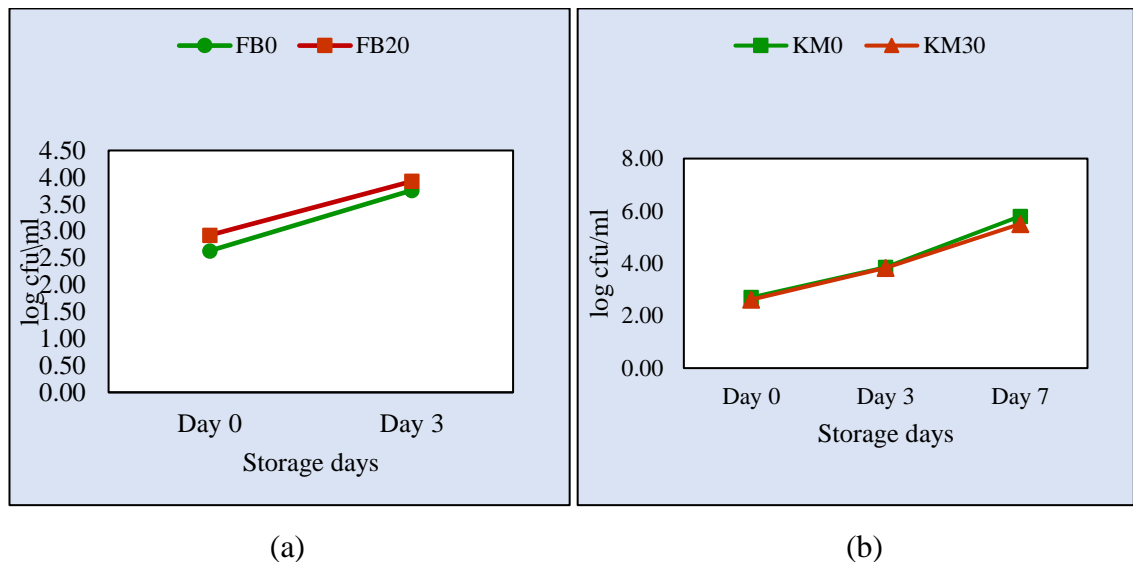 FB0 FB20
4.50
4.00
3.50
3.00
2.50
2.00
1.50
1.00
0.50
0.00
log cfu\ml
Day 0 Day 3
Storage days
(a)
KM0 KM30
8.00
6.00
4.00
2.00
0.00
log cfu/ml
Day 0 Day 3 Day 7
Storage days
(b)